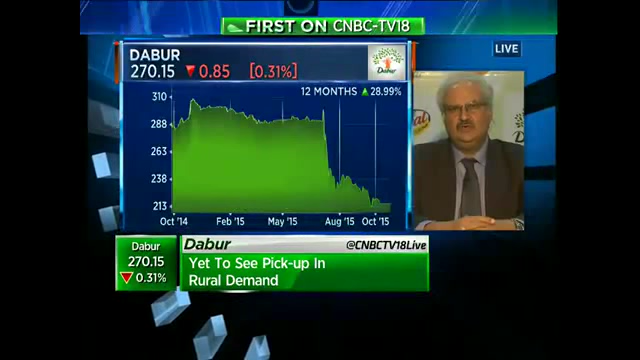 FIRST ON CNBC-TV18
LIVE
DABUR
270.15 ▼ 0.85 [0.31%]
Dabur
12 MONTHS ▲ 28.99%
310
288
263
238
213
Oct '14 Feb '15 May '15 Aug '15 Oct '15
Dabur
270.15
▼ 0.31%
Dabur @CNBCTV18Live
Yet To See Pick-up In
Rural Demand